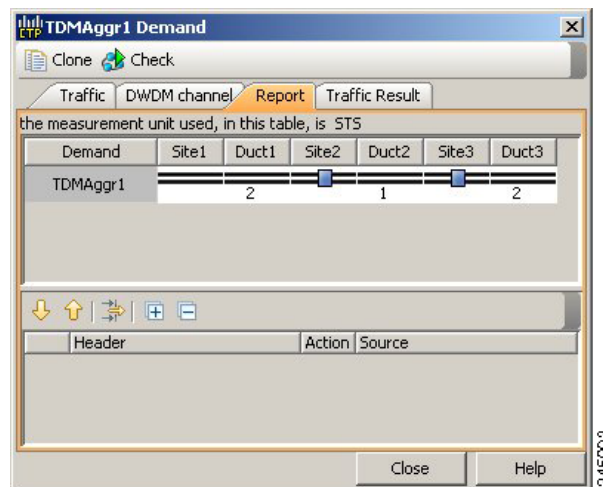 CTP TDMAggr1 Demand
Clone Check
Traffic DWDM channel Report Traffic Result
the measurement unit used, in this table, is STS
Demand Site1 Duct1 Site2 Duct2 Site3 Duct3
TDMAggr1
2 1 2
Header Action Source
Close Help